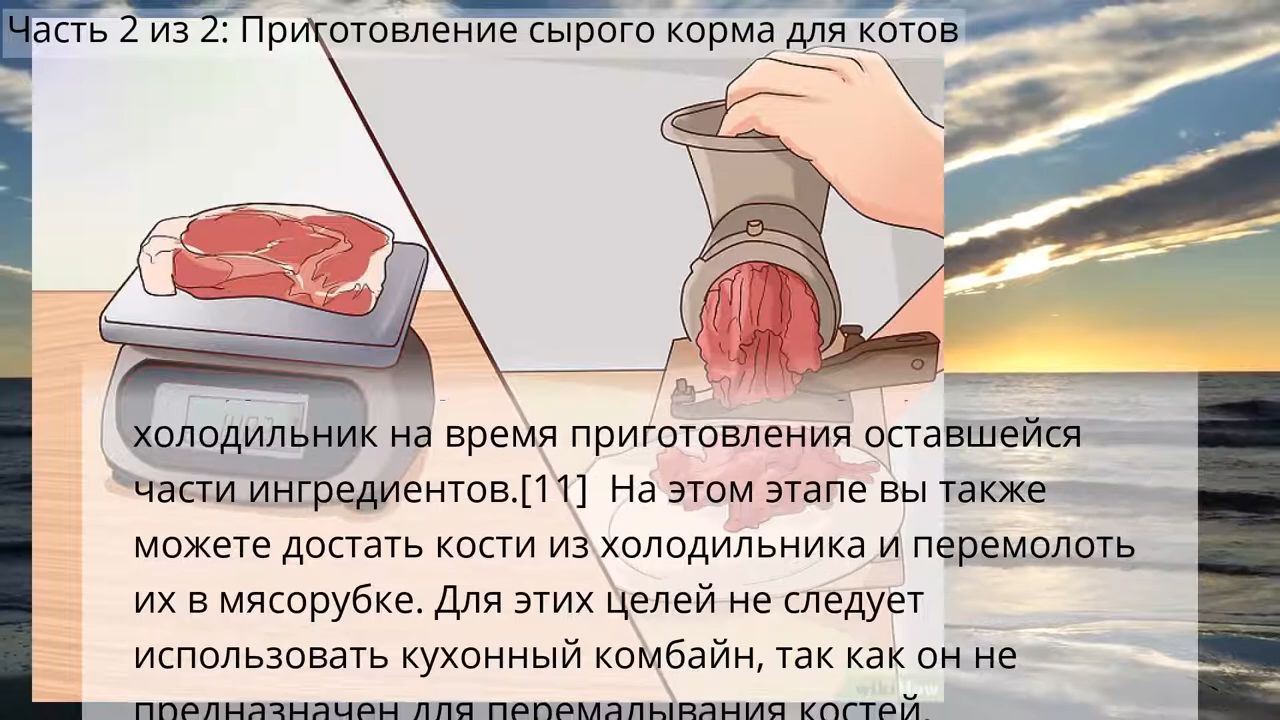 Часть 2 из 2: Приготовление сырого корма для котов
холодильник на время приготовления оставшейся
части ингредиентов.[11]  На этом этапе вы также
можете достать кости из холодильника и перемолоть
их в мясорубке. Для этих целей не следует
использовать кухонный комбайн, так как он не
предназначен для перемалывания костей.
wikiHow